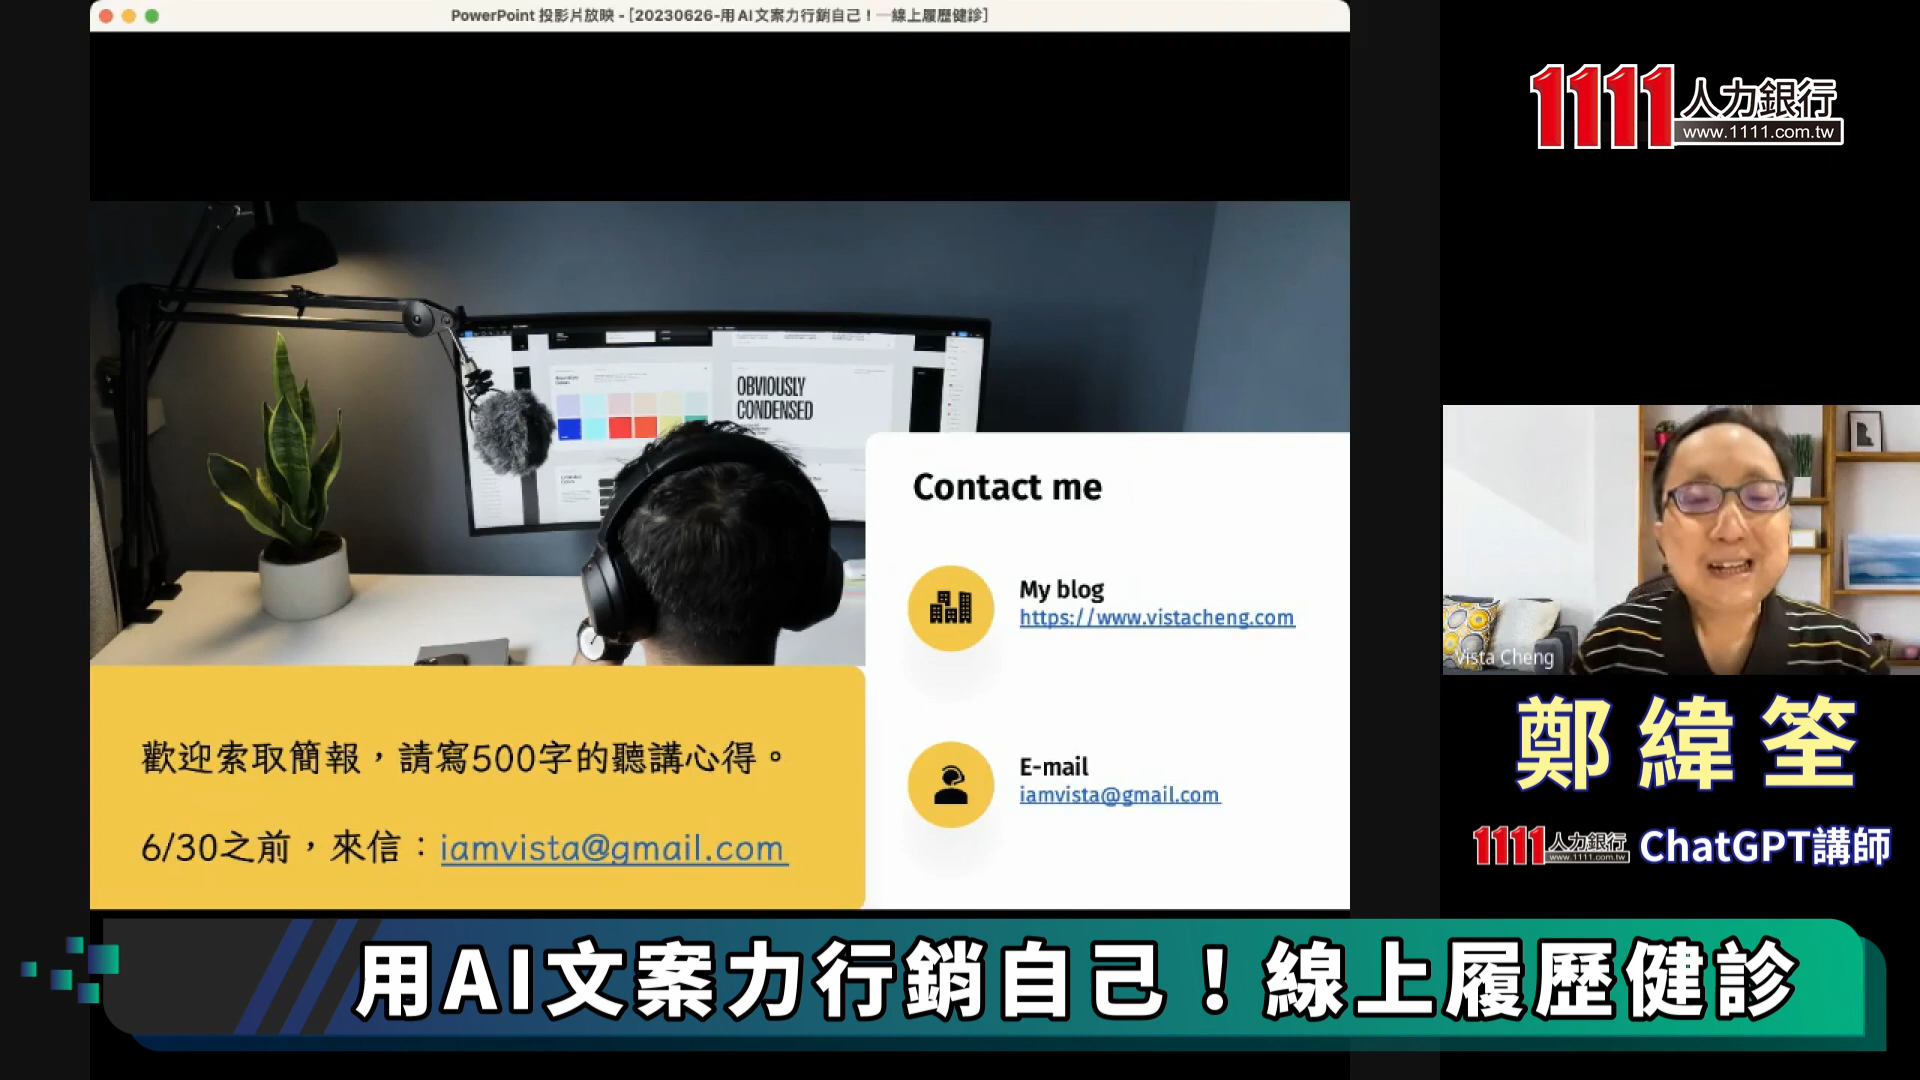 PowerPoint 投影片放映 - [20230626-用AI文案力行銷自己！─線上履歷健診]
1111人力銀行
www.1111.com.tw
OBVIOUSLY
CONDENSED
Contact me
My blog
https://www.vistacheng.com
E-mail
iamvista@gmail.com
歡迎索取簡報，請寫500字的聽講心得。
6/30之前，來信：iamvista@gmail.com
Vista Cheng
鄭緯筌
1111人力銀行 ChatGPT講師
www.1111.com.tw
用AI文案力行銷自己！線上履歷健診